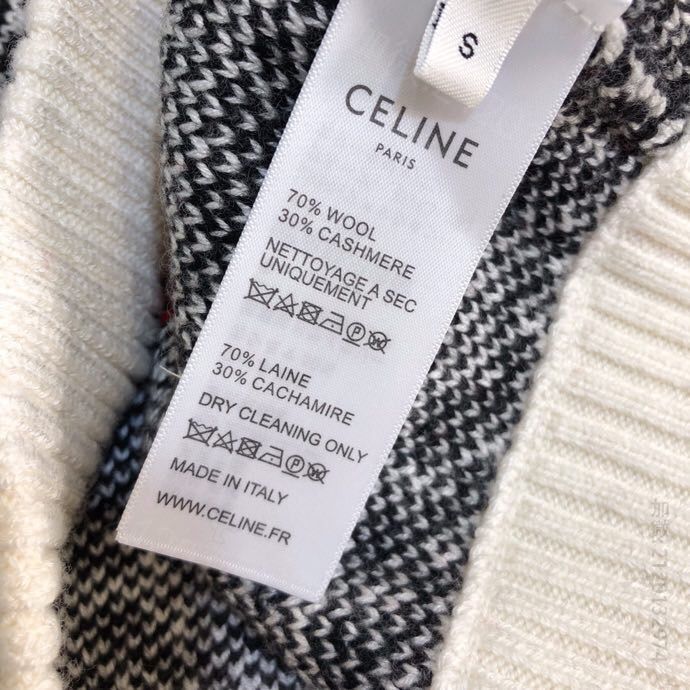 S
CELINE
PARIS
70% WOOL
30% CASHMERE
NETTOYAGE A SEC
UNIQUEMENT
70% LAINE
30% CACHAMIRE
DRY CLEANING ONLY
MADE IN ITALY
WWW.CELINE.FR